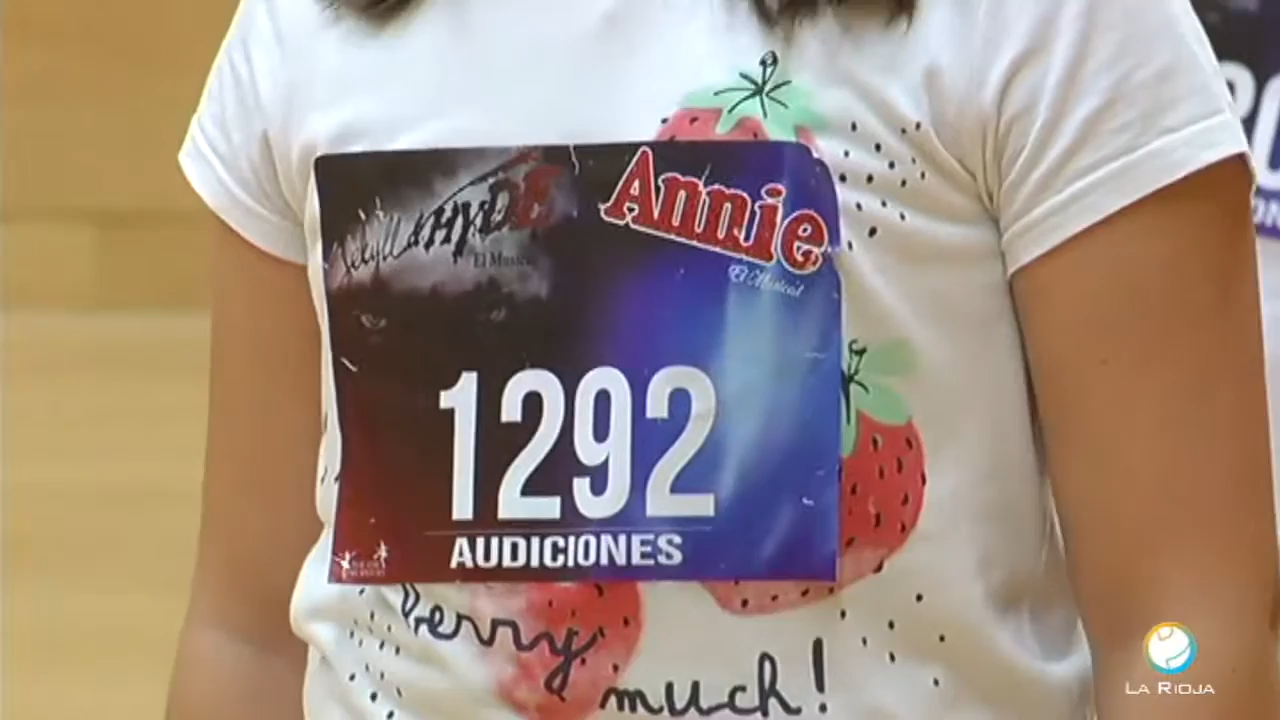 Jekyll & HYDE
El Musical
Annie
El Musical
1292
AUDICIONES
berry
much!
LA RIOJA